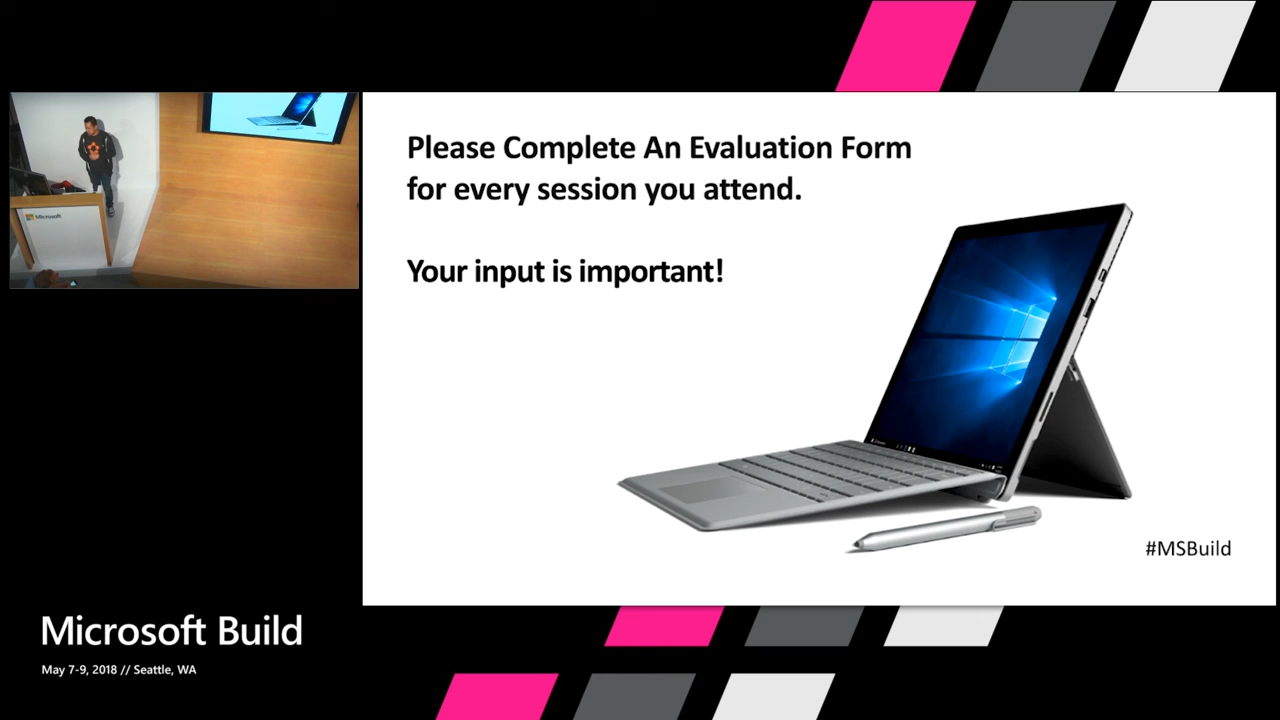 Please Complete An Evaluation Form
for every session you attend.
Your input is important!
Microsoft
#MSBuild
Microsoft Build
May 7-9, 2018 // Seattle, WA